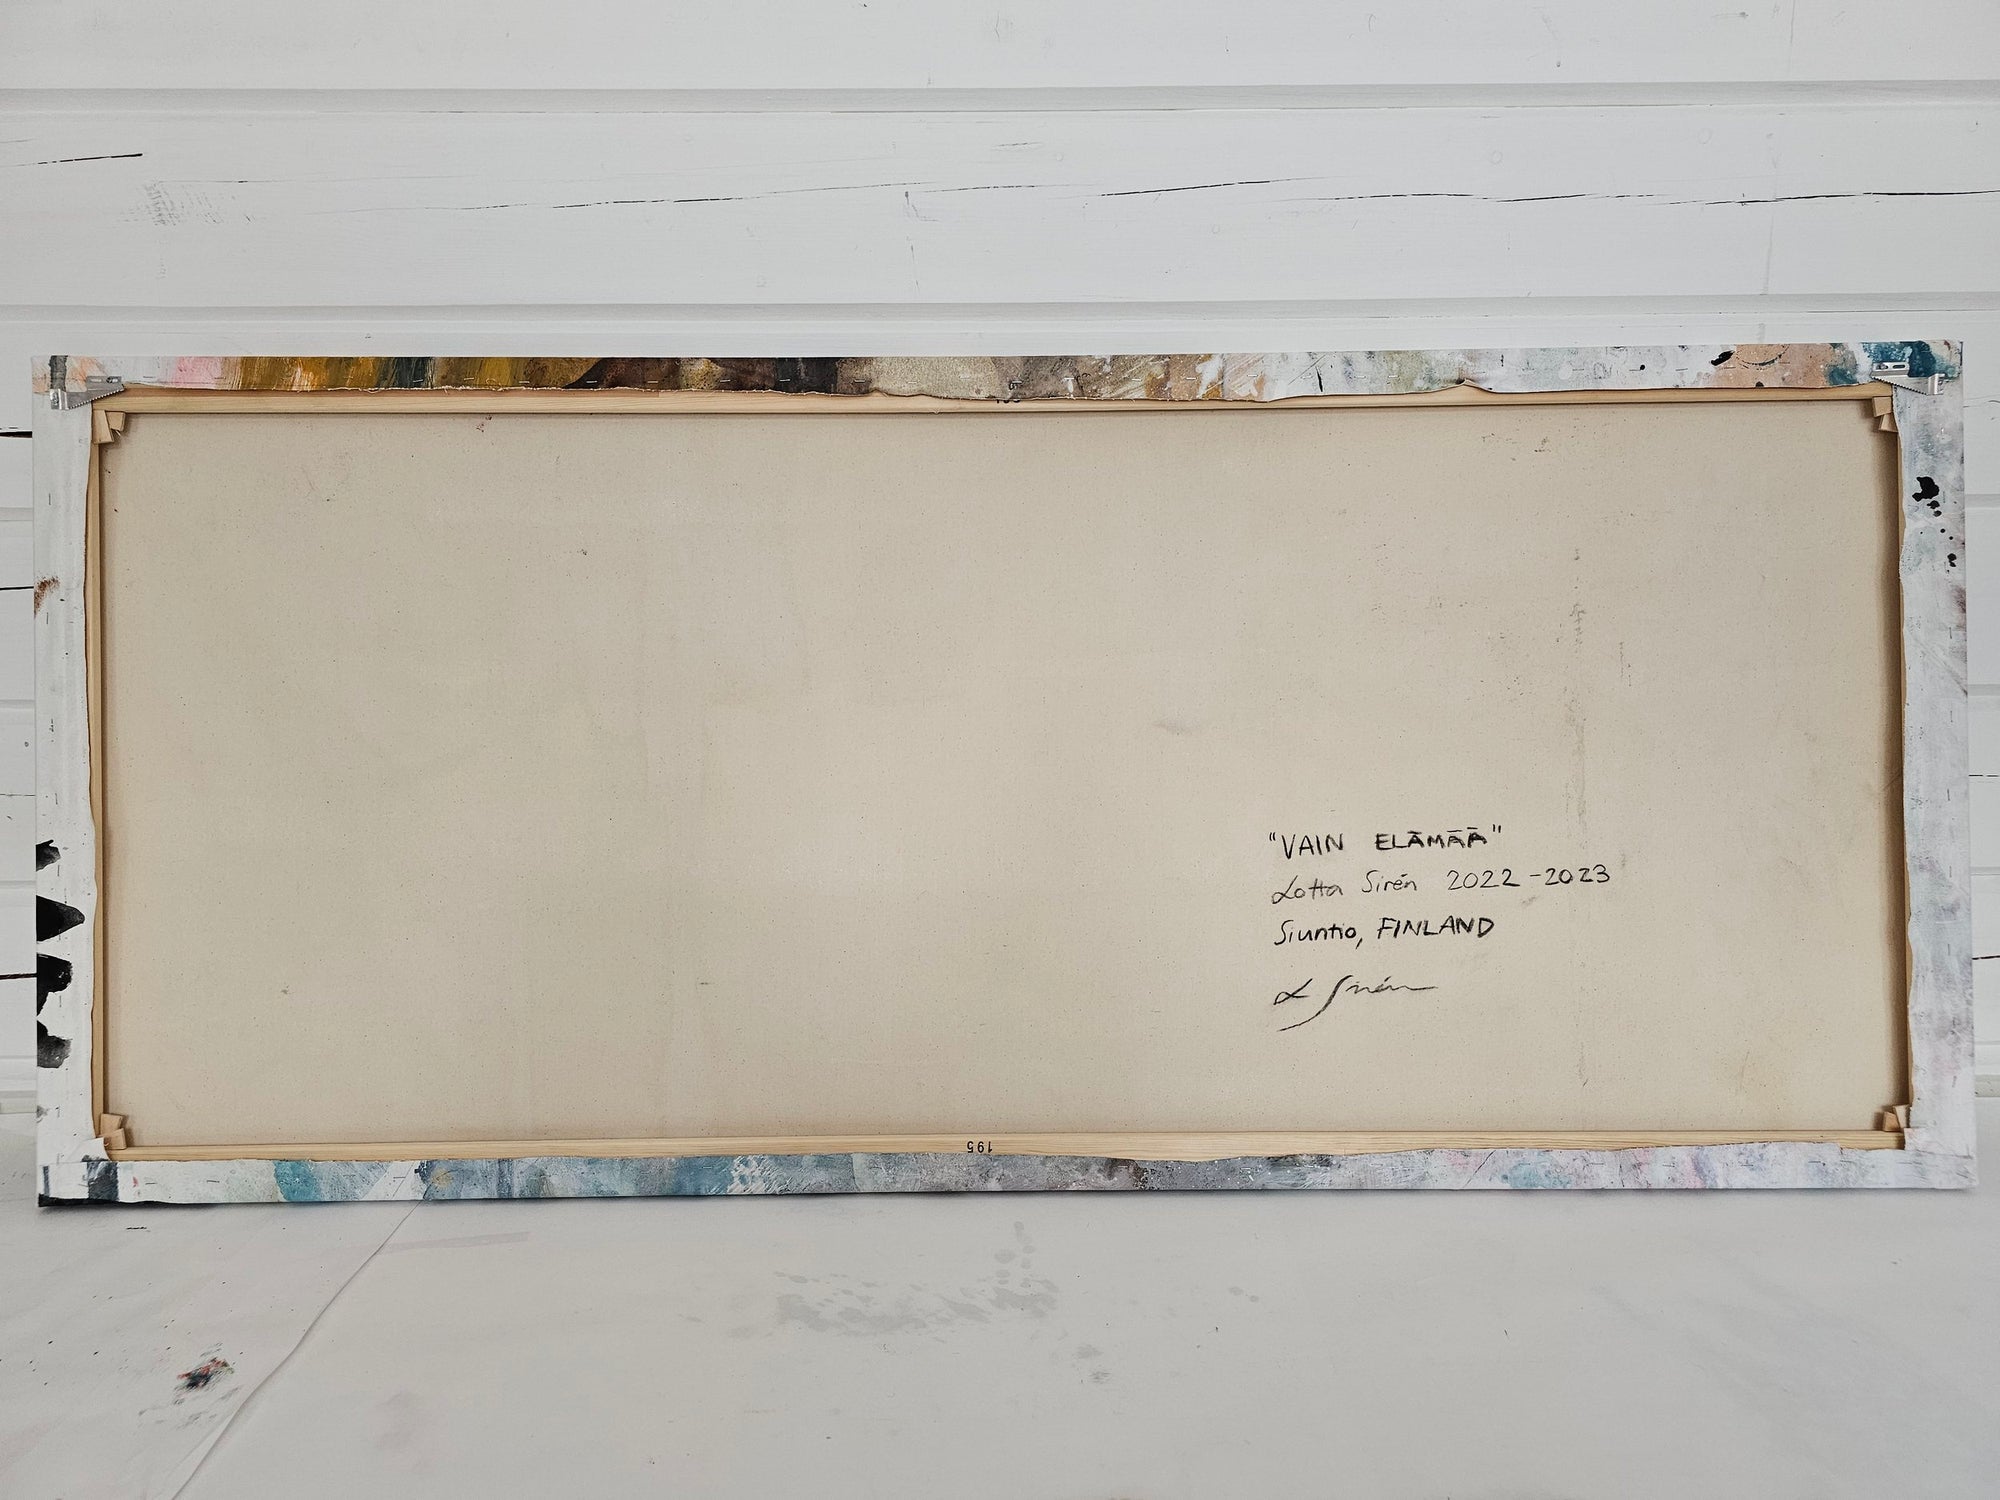 "VAIN ELÄMÄÄ"
Lotta Sirén 2022-2023
Siuntio, FINLAND
L Sirén
195